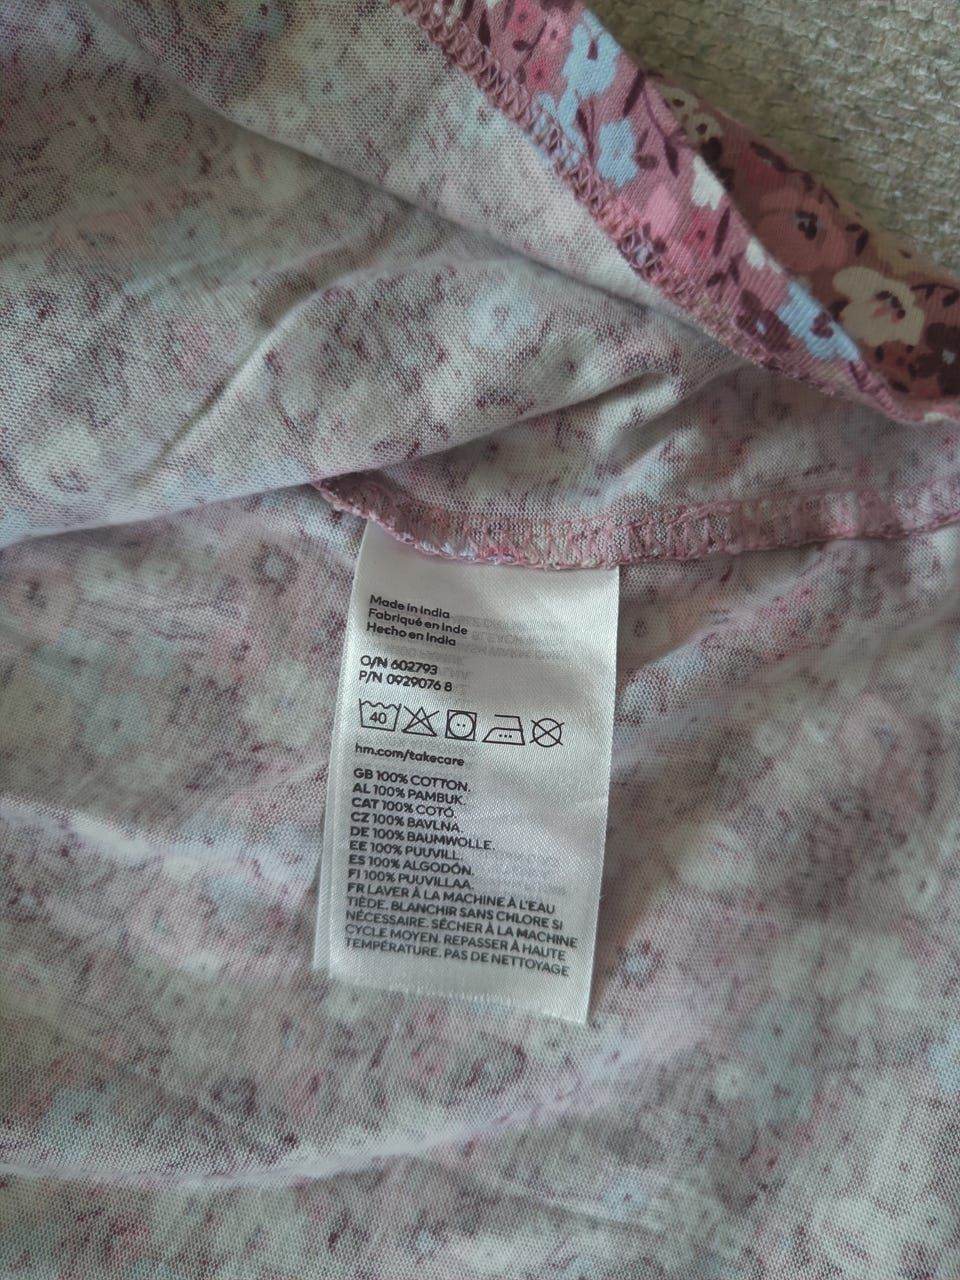 Made in India
Fabriqué en Inde
Hecho en India
O/N 602793
P/N 0929076 8
40
hm.com/takecare
GB 100% COTTON.
AL 100% PAMBUK.
CAT 100% COTÓ.
CZ 100% BAVLNA.
DE 100% BAUMWOLLE.
EE 100% PUUVILL.
ES 100% ALGODÓN.
FI 100% PUUVILLAA.
FR LAVER À LA MACHINE À L'EAU
TIÈDE. BLANCHIR SANS CHLORE SI
NÉCESSAIRE. SÉCHER À LA MACHINE
CYCLE MOYEN. REPASSER À HAUTE
TEMPÉRATURE. PAS DE NETTOYAGE